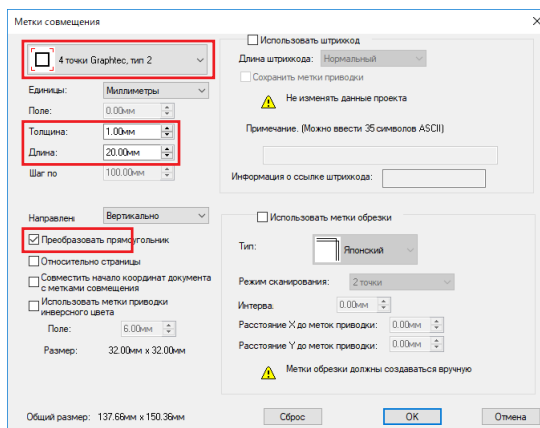 Метки совмещения
4 точки Graphtec, тип 2
Единицы: Миллиметры
Поле: 0.00мм
Толщина: 1.00мм
Длина: 20.00мм
Шаг по 100.00мм
Направлені Вертикально
Преобразовать прямоугольник
Относительно страницы
Совместить начало координат документа
с метками совмещения
Использовать метки приводки
инверсного цвета
Поле: 6.00мм
Размер: 32.00мм x 32.00мм
Общий размер: 137.66мм x 150.36мм
Использовать штрихкод
Длина штрихкода: Нормальный
Сохранить метки приводки
Не изменять данные проекта
Примечание. (Можно ввести 35 символов ASCII)
Информация о ссылке штрихкода:
Использовать метки обрезки
Тип: Японский
Режим сканирования: 2 точки
Интерва. 0.00мм
Расстояние X до меток приводки: 0.00мм
Расстояние Y до меток приводки: 0.00мм
Метки обрезки должны создаваться вручную
Сброс
OK
Отмена